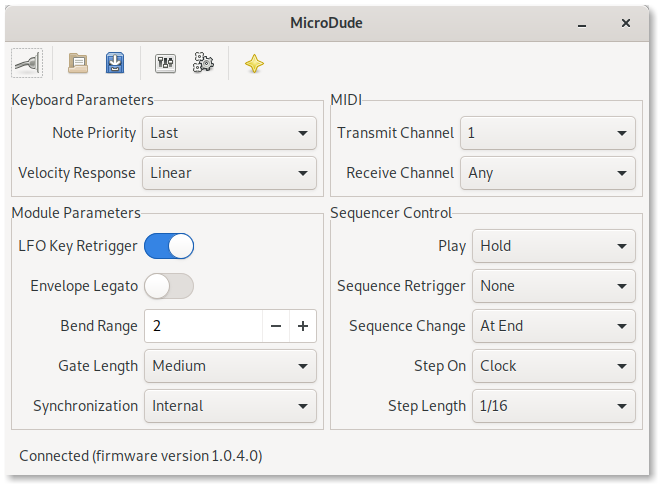 MicroDude
Keyboard Parameters
Note Priority Last
Velocity Response Linear
MIDI
Transmit Channel 1
Receive Channel Any
Module Parameters
LFO Key Retrigger
Envelope Legato
Bend Range 2 − +
Gate Length Medium
Synchronization Internal
Sequencer Control
Play Hold
Sequence Retrigger None
Sequence Change At End
Step On Clock
Step Length 1/16
Connected (firmware version 1.0.4.0)